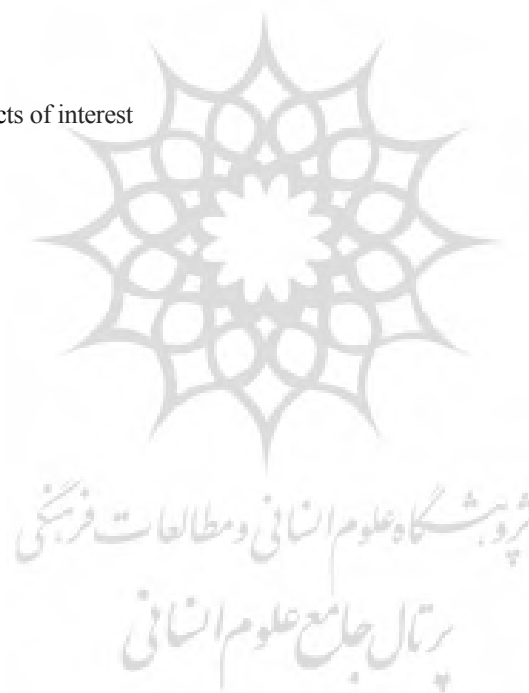 cts of interest
پژوهشگاه علوم انسانی و مطالعات فرهنگی
پرتال جامع علوم انسانی